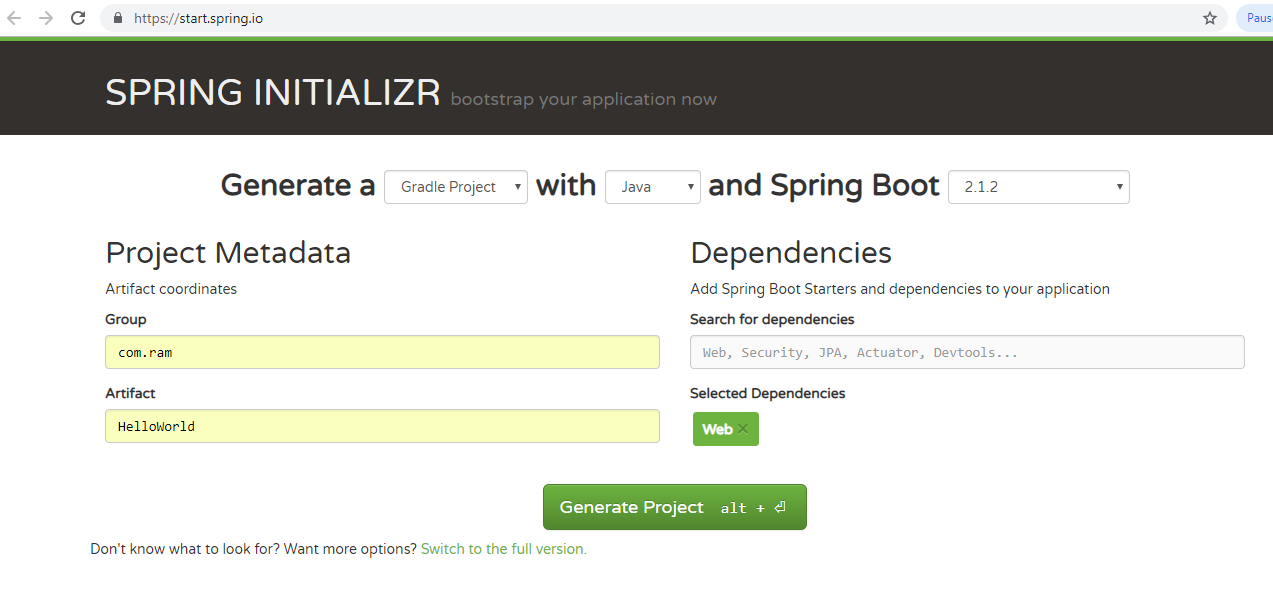 https://start.spring.io
Paus
SPRING INITIALIZR bootstrap your application now
Generate a Gradle Project with Java and Spring Boot 2.1.2
Project Metadata
Artifact coordinates
Group
com.ram
Artifact
HelloWorld
Dependencies
Add Spring Boot Starters and dependencies to your application
Search for dependencies
Web, Security, JPA, Actuator, Devtools...
Selected Dependencies
Web ×
Generate Project alt + ⏎
Don't know what to look for? Want more options? Switch to the full version.